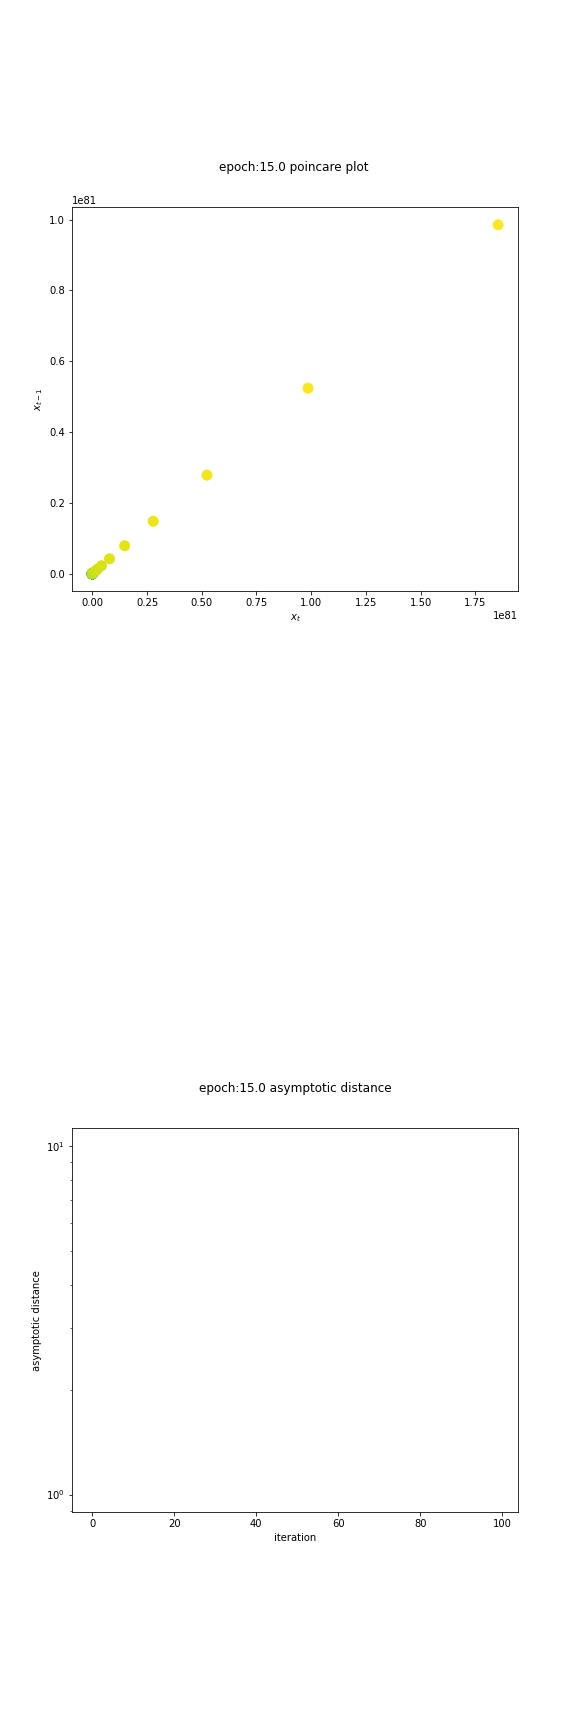 epoch:15.0 poincare plot
1e81
1.0
0.8
0.6
0.4
0.2
0.0
x_{t-1}
0.00 0.25 0.50 0.75 1.00 1.25 1.50 1.75
x_t
1e81
epoch:15.0 asymptotic distance
10^1
10^0
asymptotic distance
0 20 40 60 80 100
iteration